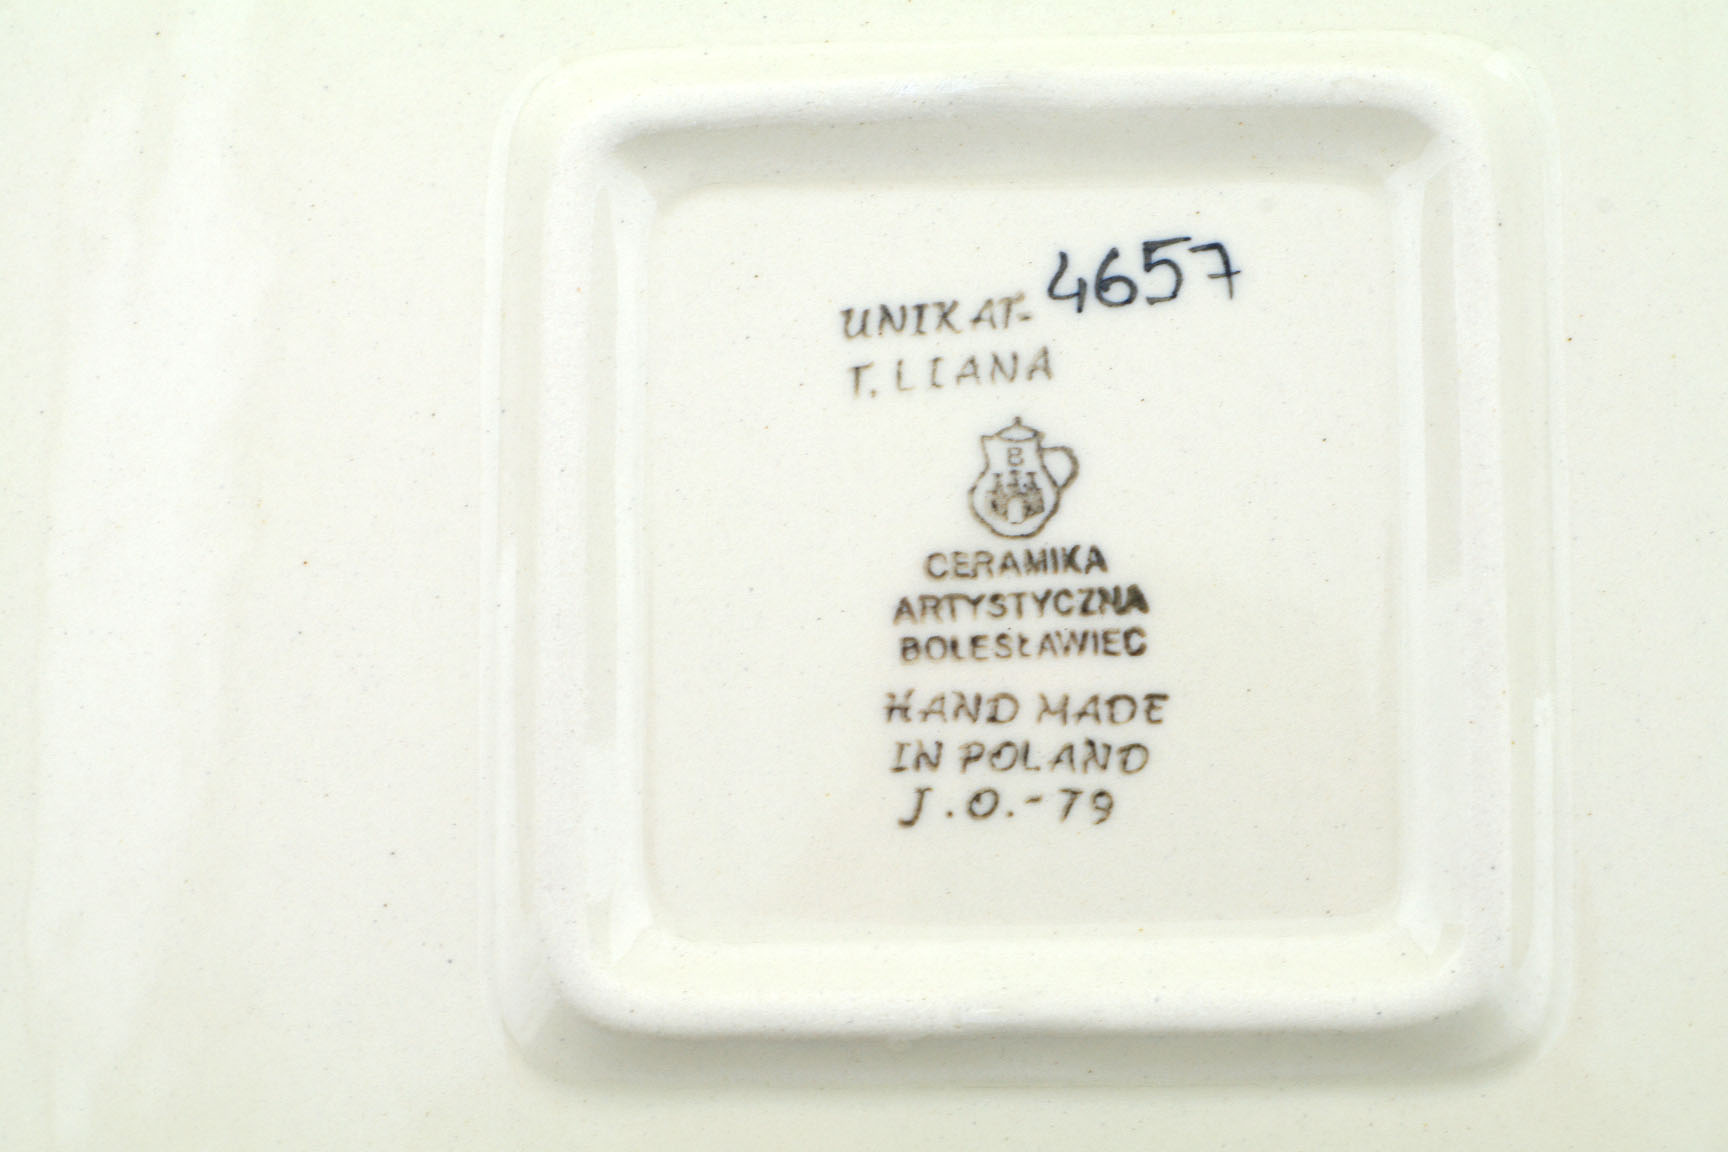 UNIKAT- 4657
T. LIANA
B
CERAMIKA
ARTYSTYCZNA
BOLESŁAWIEC
HAND MADE
IN POLAND
J.O.-79